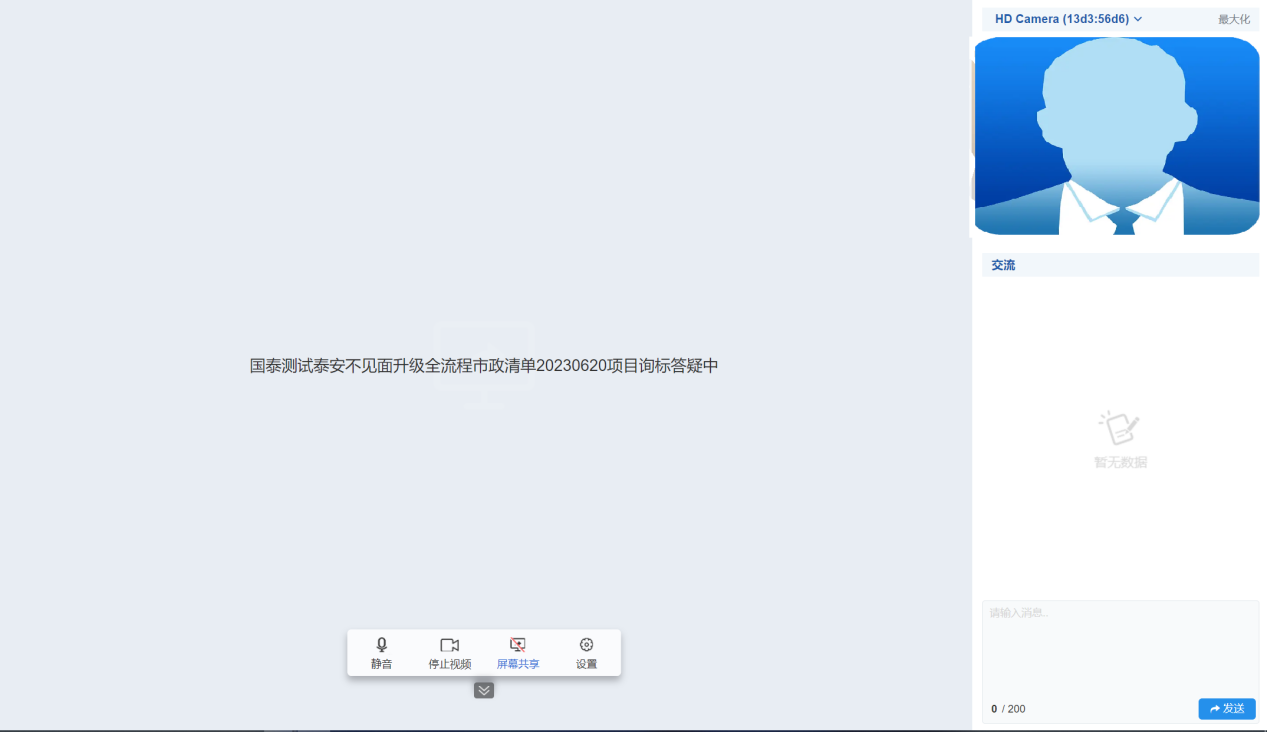 HD Camera (13d3:56d6)
最大化
国泰测试泰安不见面升级全流程市政清单20230620项目询标答疑中
交流
暂无数据
请输入消息...
静音
停止视频
屏幕共享
设置
0 / 200
发送